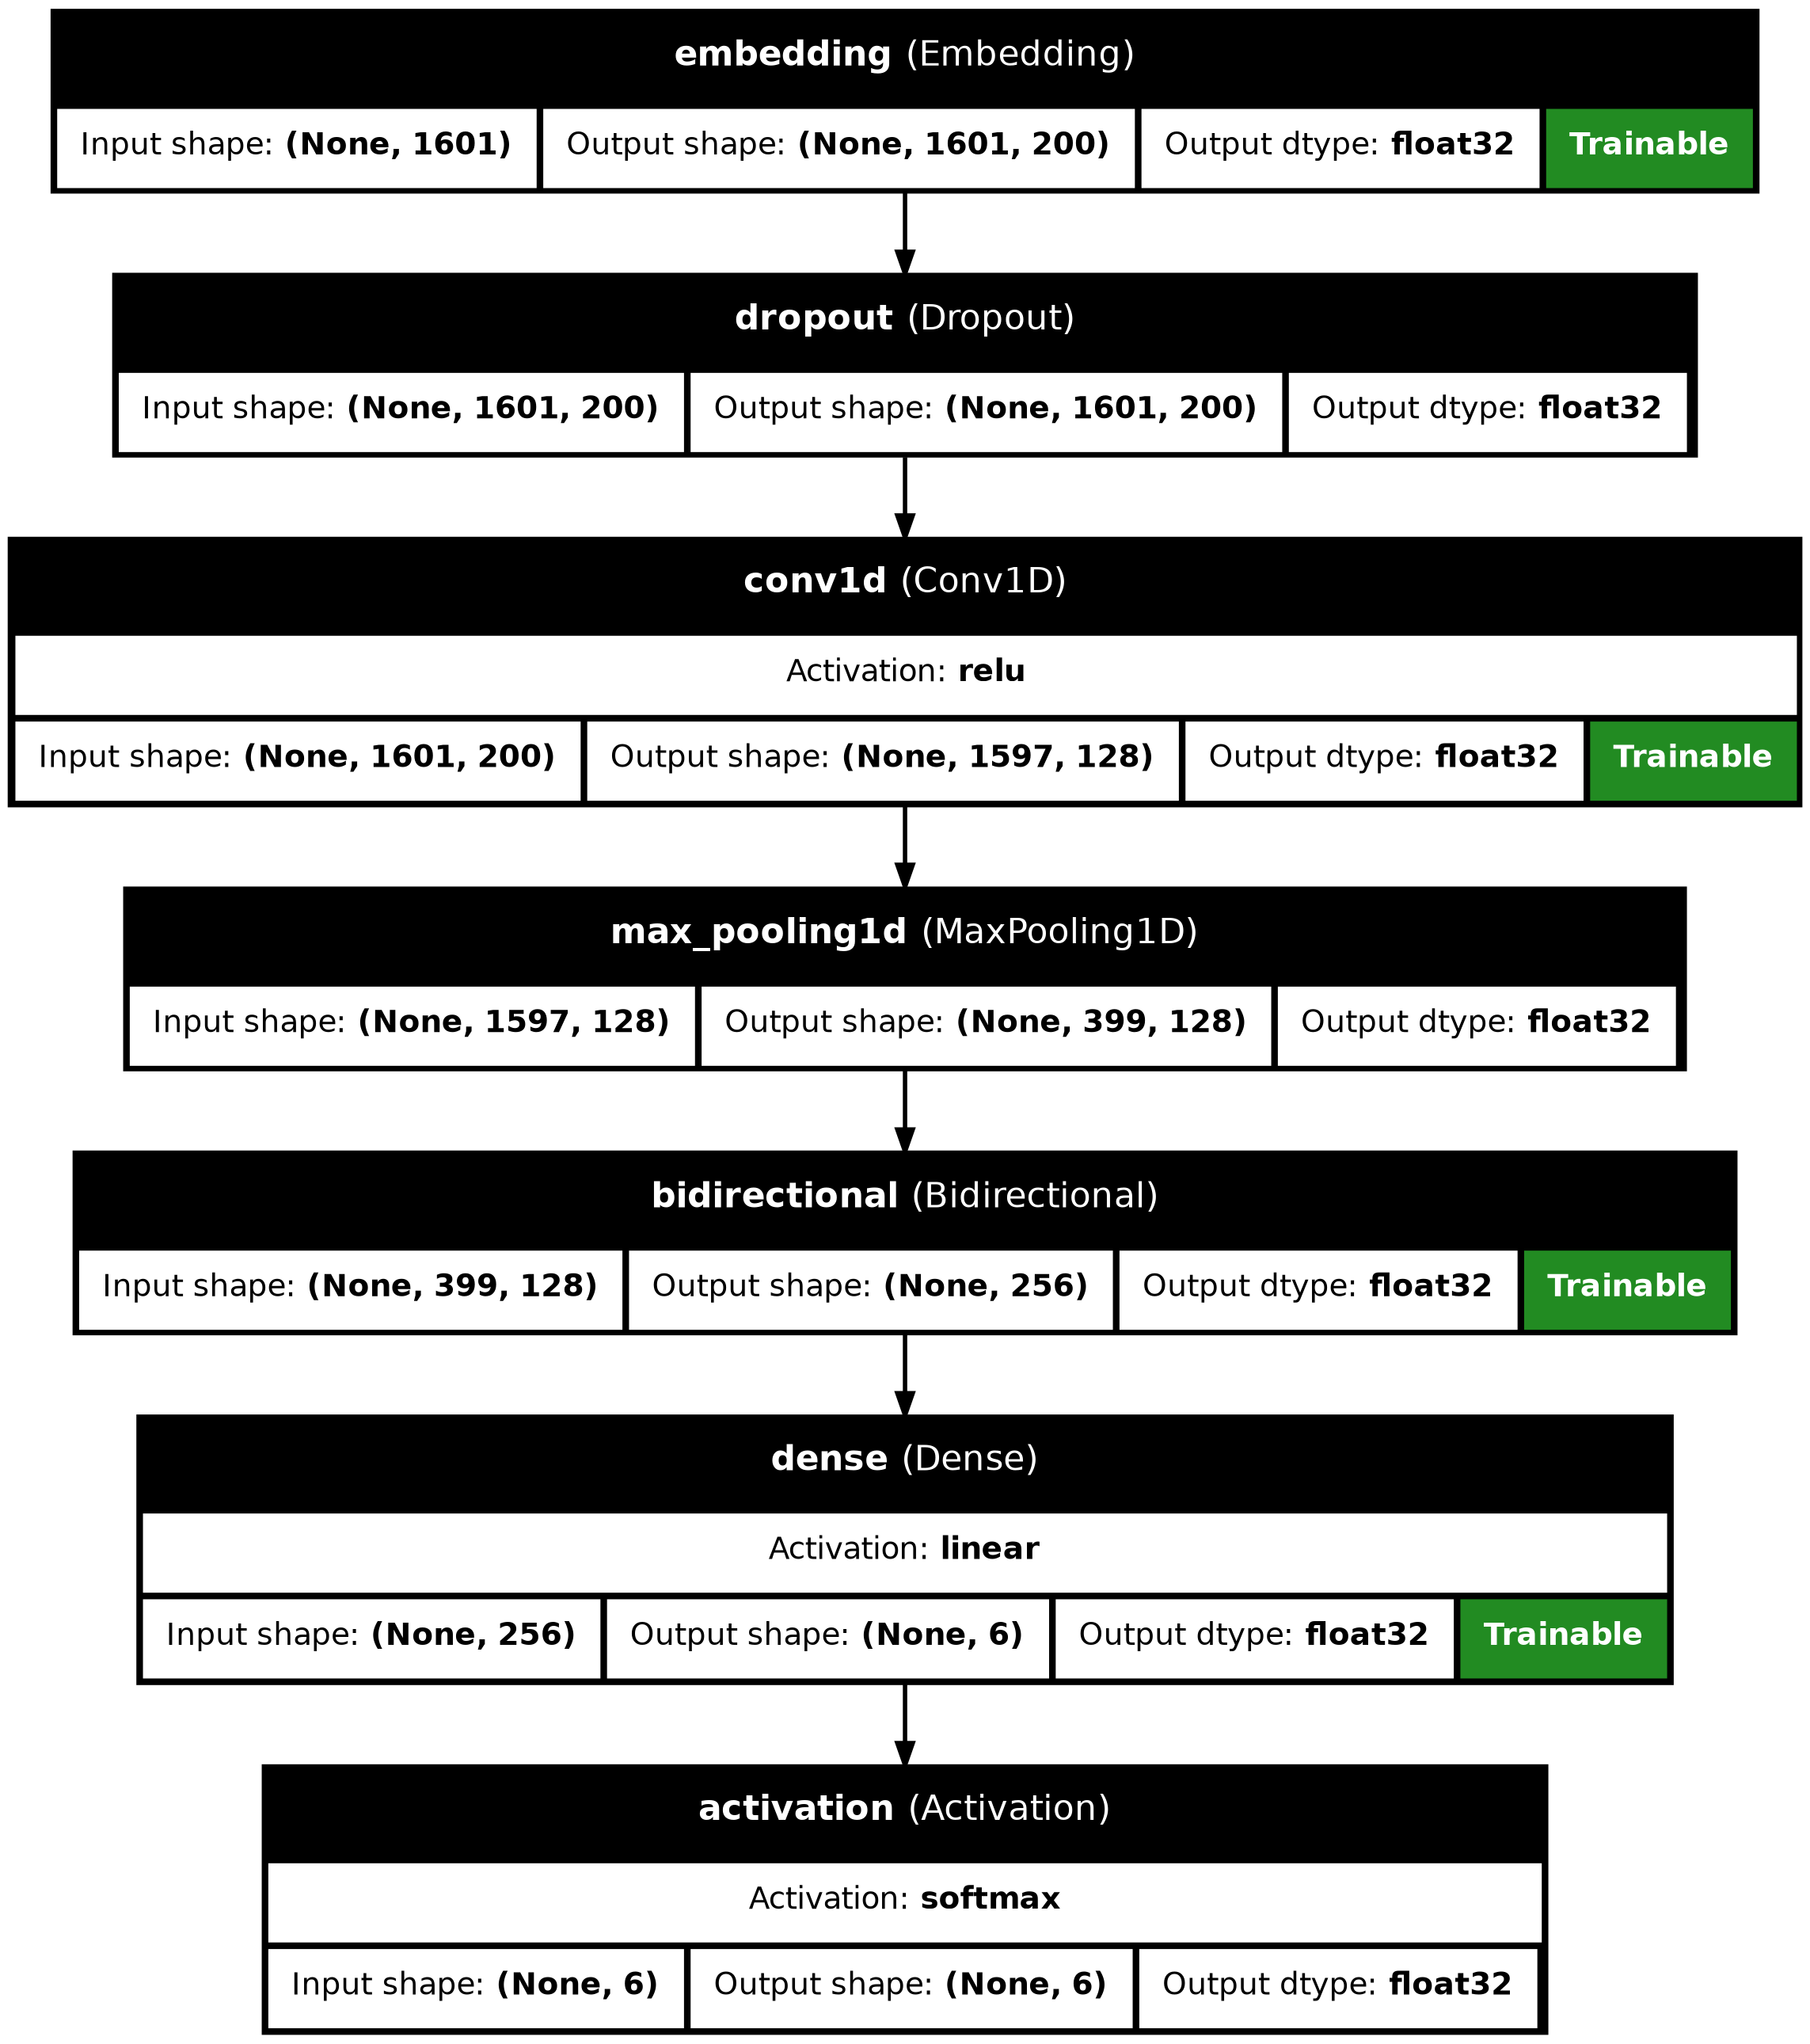 embedding (Embedding)
Input shape: (None, 1601) Output shape: (None, 1601, 200) Output dtype: float32 Trainable
dropout (Dropout)
Input shape: (None, 1601, 200) Output shape: (None, 1601, 200) Output dtype: float32
conv1d (Conv1D)
Activation: relu
Input shape: (None, 1601, 200) Output shape: (None, 1597, 128) Output dtype: float32 Trainable
max_pooling1d (MaxPooling1D)
Input shape: (None, 1597, 128) Output shape: (None, 399, 128) Output dtype: float32
bidirectional (Bidirectional)
Input shape: (None, 399, 128) Output shape: (None, 256) Output dtype: float32 Trainable
dense (Dense)
Activation: linear
Input shape: (None, 256) Output shape: (None, 6) Output dtype: float32 Trainable
activation (Activation)
Activation: softmax
Input shape: (None, 6) Output shape: (None, 6) Output dtype: float32